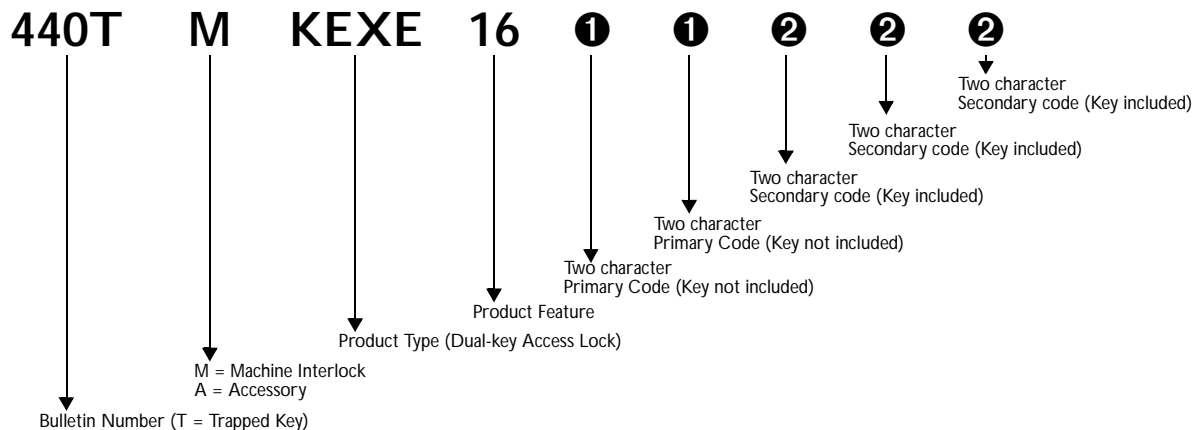 440T M KEXE 16 ❶ ❶ ❷ ❷ ❷
Two character
Secondary code (Key included)
Two character
Secondary code (Key included)
Two character
Secondary code (Key included)
Two character
Primary Code (Key not included)
Two character
Primary Code (Key not included)
Product Feature
Product Type (Dual-key Access Lock)
M = Machine Interlock
A = Accessory
Bulletin Number (T = Trapped Key)